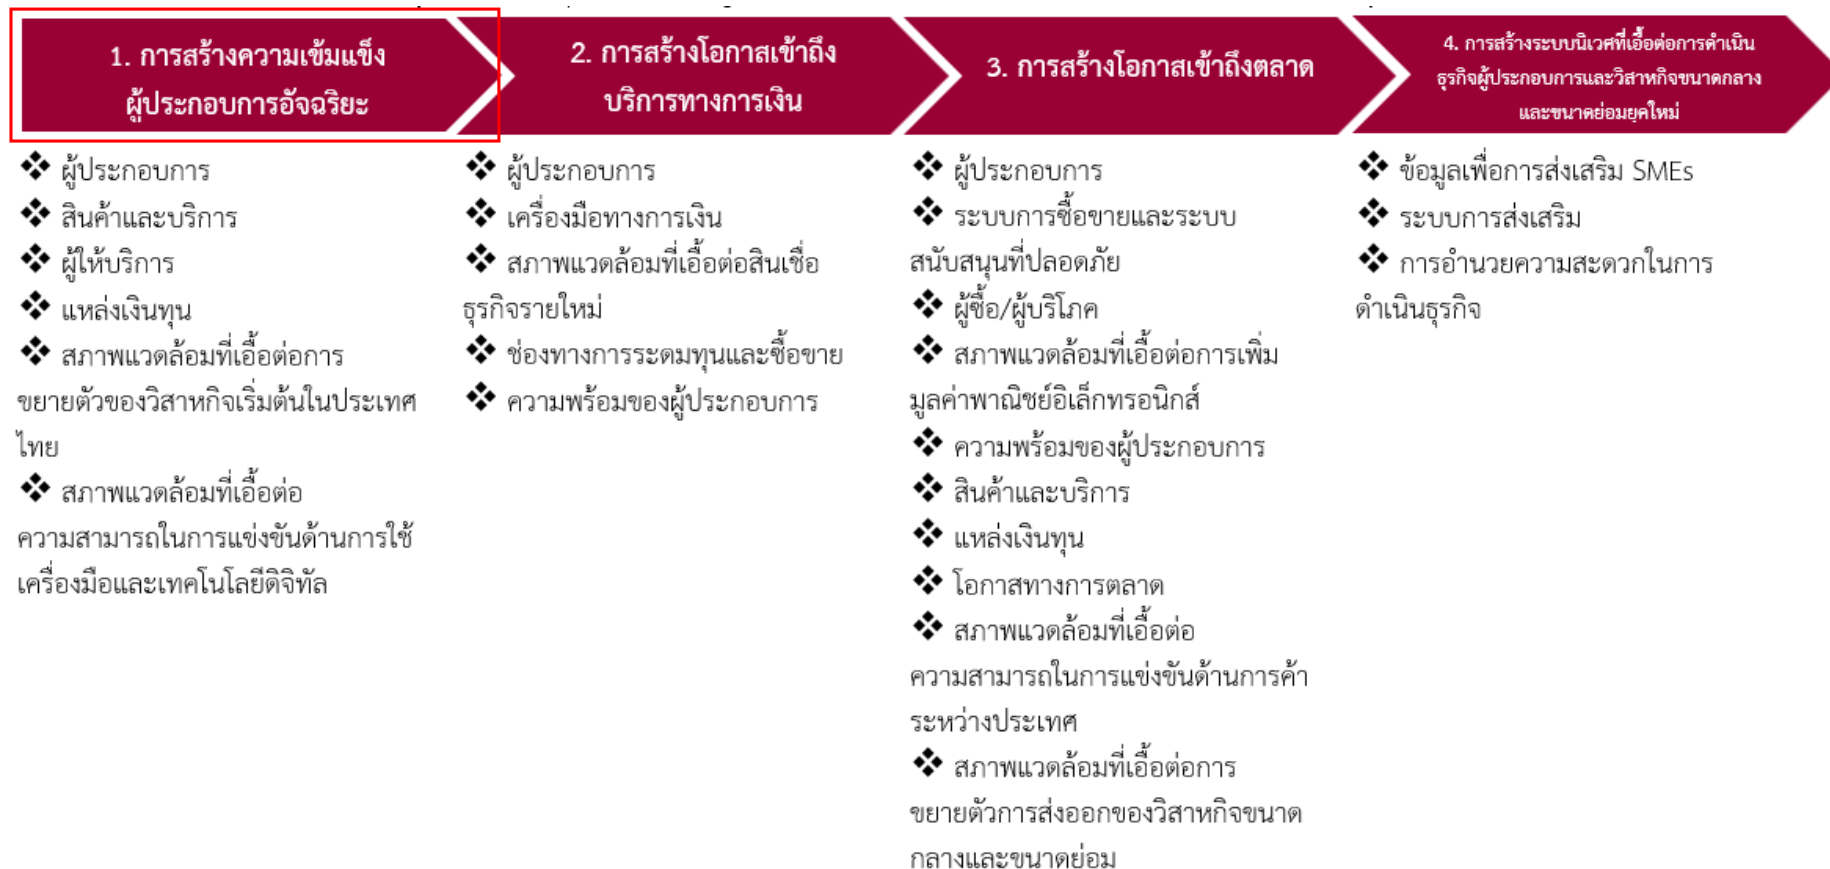 1. การสร้างความเข้มแข็ง
ผู้ประกอบการอัจฉริยะ
❖ ผู้ประกอบการ
❖ สินค้าและบริการ
❖ ผู้ให้บริการ
❖ แหล่งเงินทุน
❖ สภาพแวดล้อมที่เอื้อต่อการ
ขยายตัวของวิสาหกิจเริ่มต้นในประเทศ
ไทย
❖ สภาพแวดล้อมที่เอื้อต่อ
ความสามารถในการแข่งขันด้านการใช้
เครื่องมือและเทคโนโลยีดิจิทัล
2. การสร้างโอกาสเข้าถึง
บริการทางการเงิน
❖ ผู้ประกอบการ
❖ เครื่องมือทางการเงิน
❖ สภาพแวดล้อมที่เอื้อต่อสินเชื่อ
ธุรกิจรายใหม่
❖ ช่องทางการระดมทุนและซื้อขาย
❖ ความพร้อมของผู้ประกอบการ
3. การสร้างโอกาสเข้าถึงตลาด
❖ ผู้ประกอบการ
❖ ระบบการซื้อขายและระบบ
สนับสนุนที่ปลอดภัย
❖ ผู้ซื้อ/ผู้บริโภค
❖ สภาพแวดล้อมที่เอื้อต่อการเพิ่ม
มูลค่าพาณิชย์อิเล็กทรอนิกส์
❖ ความพร้อมของผู้ประกอบการ
❖ สินค้าและบริการ
❖ แหล่งเงินทุน
❖ โอกาสทางการตลาด
❖ สภาพแวดล้อมที่เอื้อต่อ
ความสามารถในการแข่งขันด้านการค้า
ระหว่างประเทศ
❖ สภาพแวดล้อมที่เอื้อต่อการ
ขยายตัวการส่งออกของวิสาหกิจขนาด
กลางและขนาดย่อม
4. การสร้างระบบนิเวศที่เอื้อต่อการดำเนิน
ธุรกิจผู้ประกอบการและวิสาหกิจขนาดกลาง
และขนาดย่อมยุคใหม่
❖ ข้อมูลเพื่อการส่งเสริม SMEs
❖ ระบบการส่งเสริม
❖ การอำนวยความสะดวกในการ
ดำเนินธุรกิจ